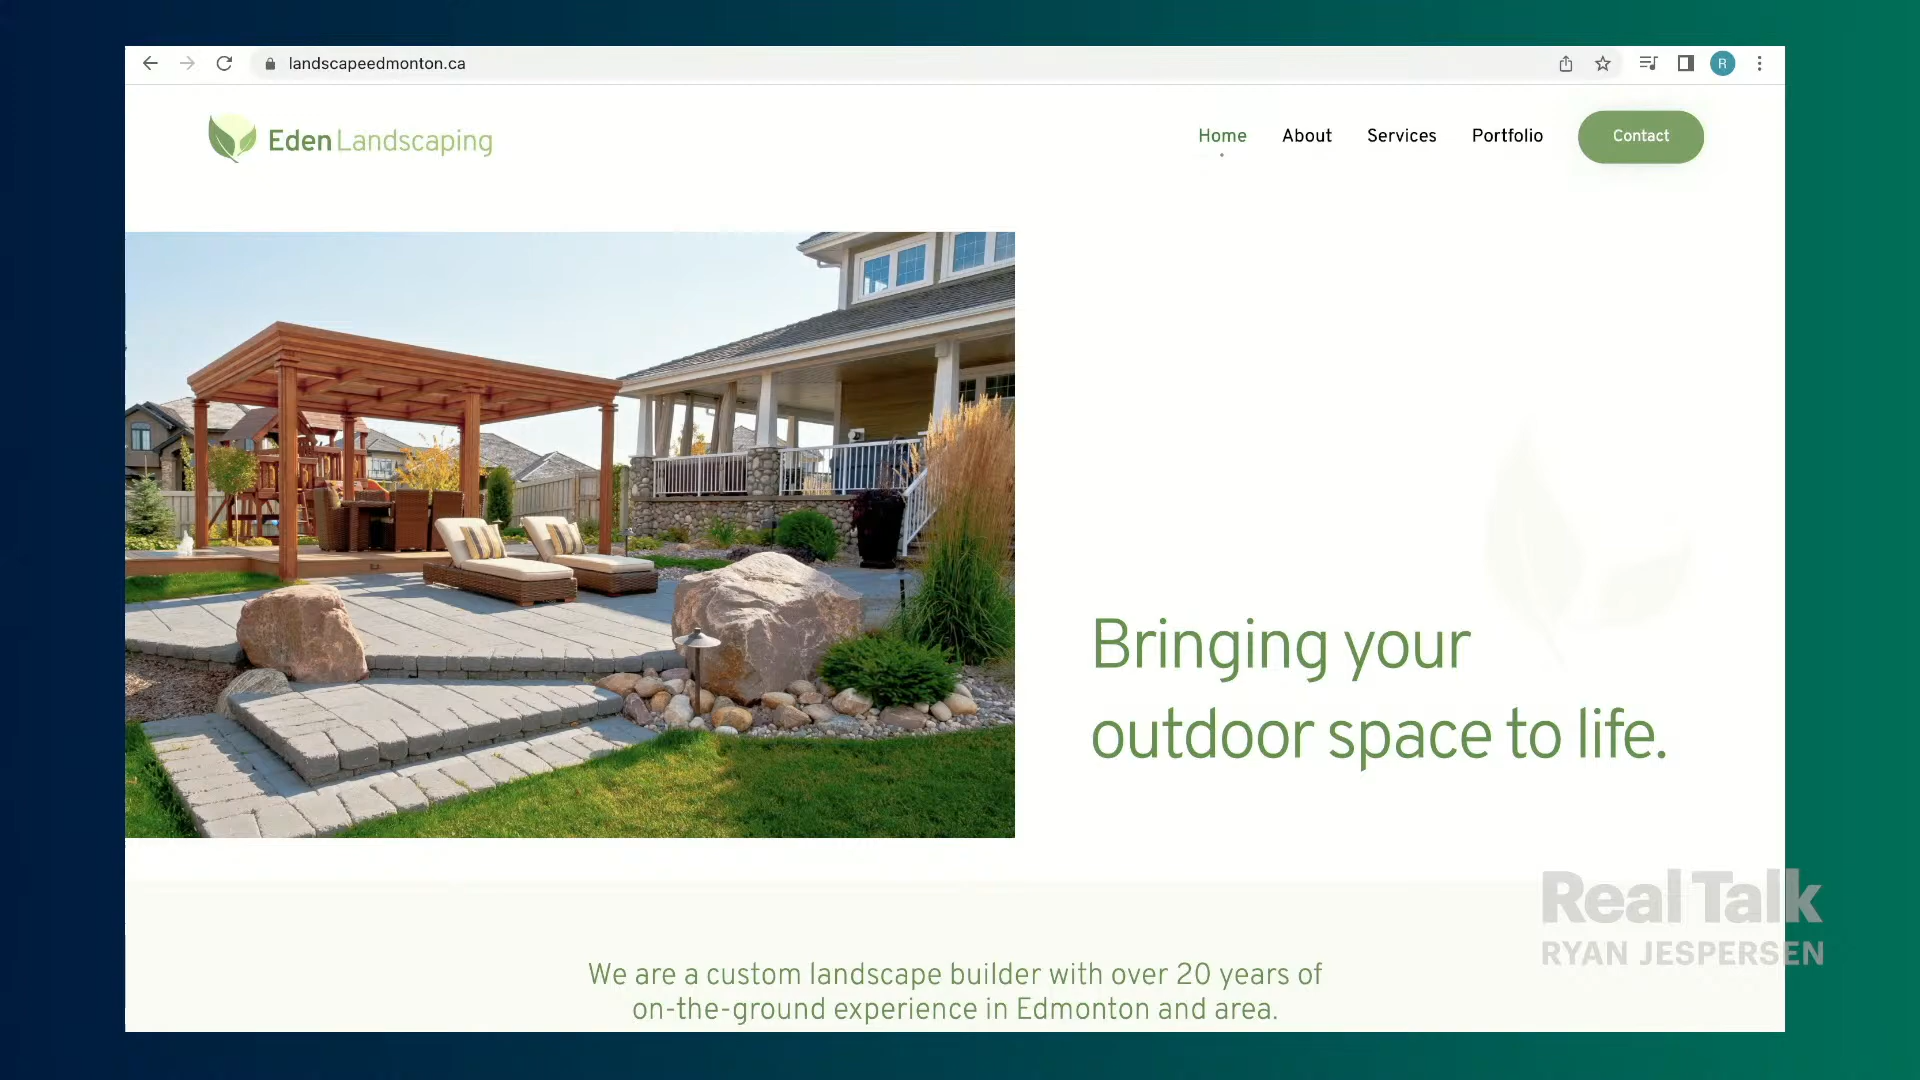 landscapeedmonton.ca
R
Eden Landscaping
Home
About
Services
Portfolio
Contact
Bringing your
outdoor space to life.
Real Talk
RYAN JESPERSEN
We are a custom landscape builder with over 20 years of
on-the-ground experience in Edmonton and area.